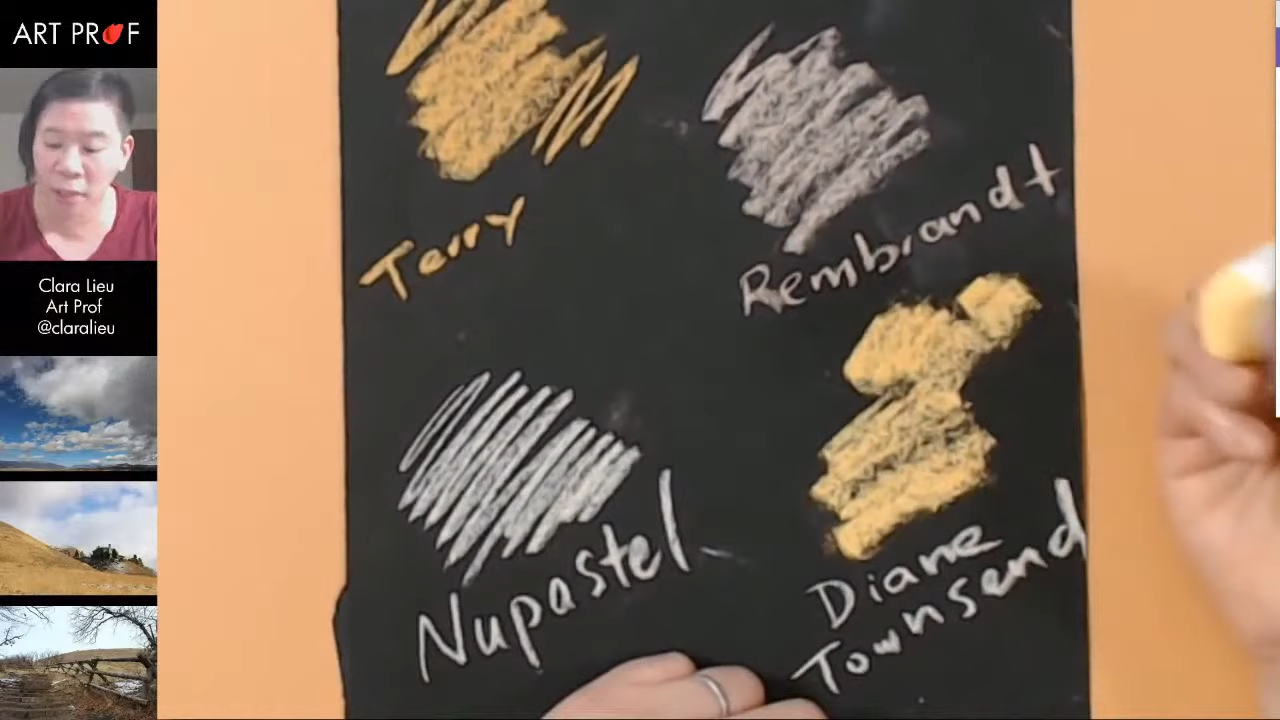 ART PROF
Clara Lieu
Art Prof
@claralieu
Terry
Rembrandt
Nupastel
Diane
Townsend